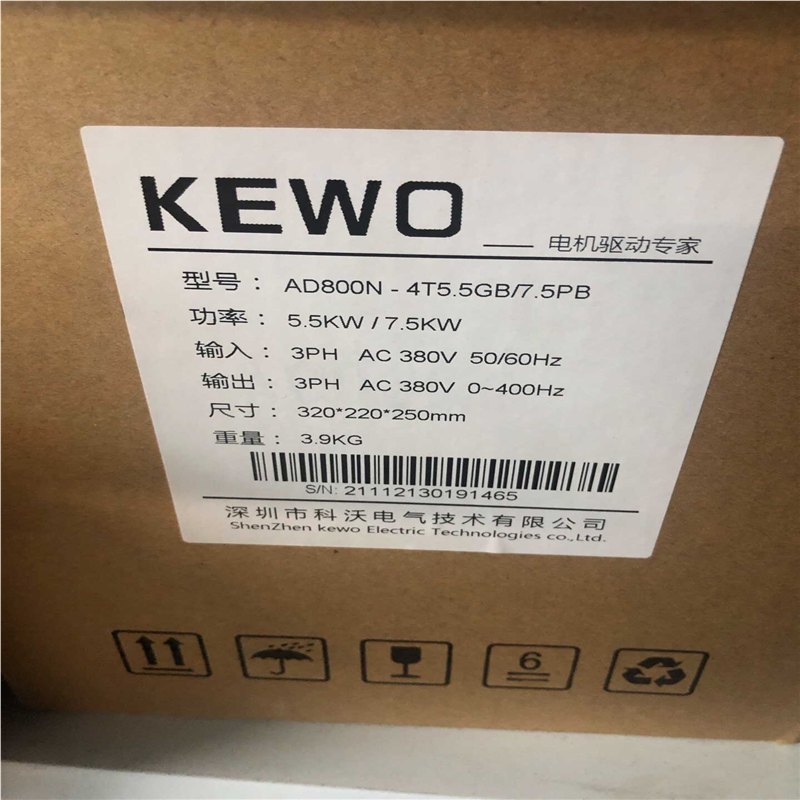 KEWO
—— 电机驱动专家
型号： AD800N - 4T5.5GB/7.5PB
功率： 5.5KW / 7.5KW
输入： 3PH AC 380V 50/60Hz
输出： 3PH AC 380V 0~400Hz
尺寸： 320*220*250mm
重量： 3.9KG
S/N: 21112130191465
深圳市科沃电气技术有限公司
ShenZhen kewo Electric Technologies co.,Ltd.
6